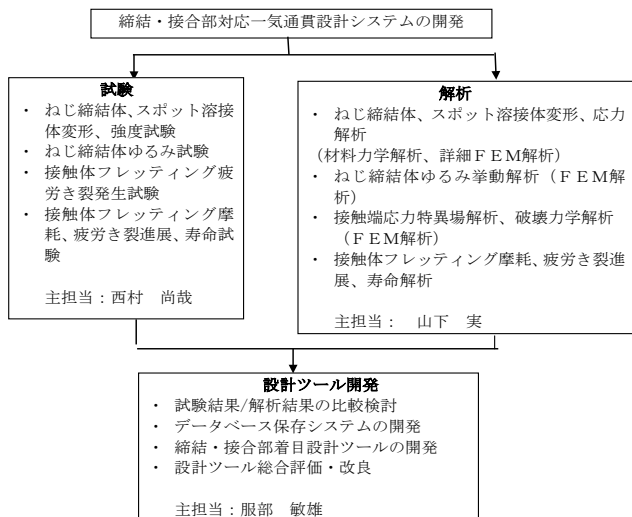 締結・接合部対応一気通貫設計システムの開発
試験
・ ねじ締結体、スポット溶接
体変形、強度試験
・ ねじ締結体ゆるみ試験
・ 接触体フレッティング疲
労き裂発生試験
・ 接触体フレッティング摩
耗、疲労き裂進展、寿命試
験
主担当：西村 尚哉
解析
・ ねじ締結体、スポット溶接体変形、応力
解析
（材料力学解析、詳細ＦＥＭ解析）
・ ねじ締結体ゆるみ挙動解析（ＦＥＭ解
析）
・ 接触端応力特異場解析、破壊力学解析
（ＦＥＭ解析）
・ 接触体フレッティング摩耗、疲労き裂進
展、寿命解析
主担当： 山下 実
設計ツール開発
・ 試験結果/解析結果の比較検討
・ データベース保存システムの開発
・ 締結・接合部着目設計ツールの開発
・ 設計ツール総合評価・改良
主担当：服部 敏雄